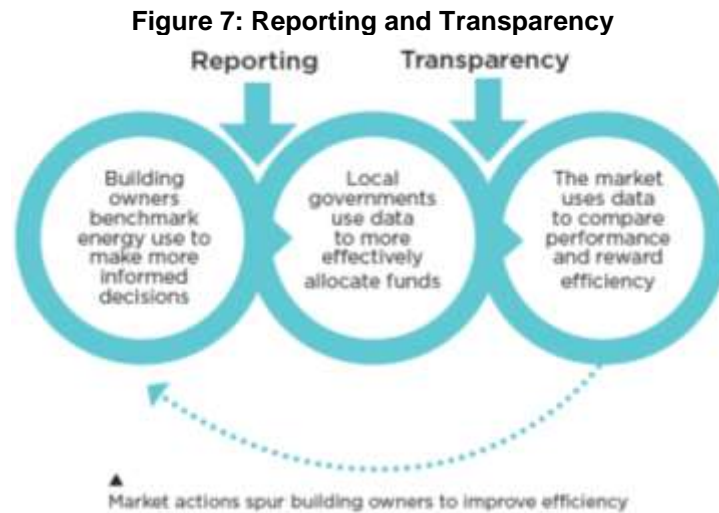 Figure 7: Reporting and Transparency
Reporting
Transparency
Building
owners
benchmark
energy use to
make more
informed
decisions
Local
governments
use data
to more
effectively
allocate funds
The market
uses data
to compare
performance
and reward
efficiency
Market actions spur building owners to improve efficiency